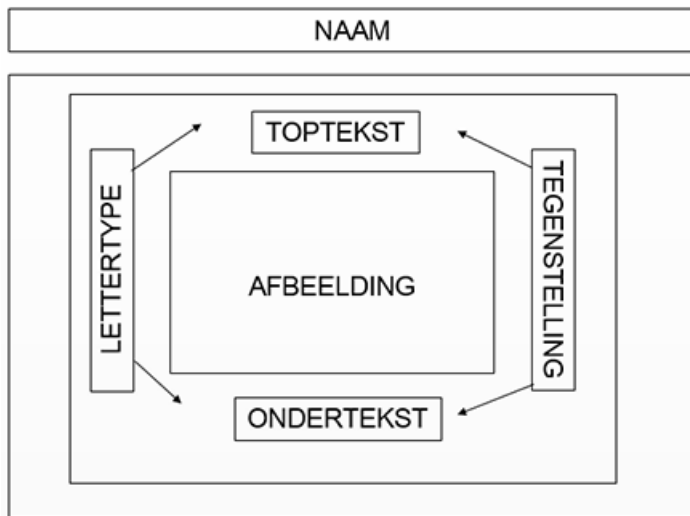 NAAM
TOPTEKST
LETTERTYPE
AFBEELDING
TEGENSTELLING
ONDERTEKST